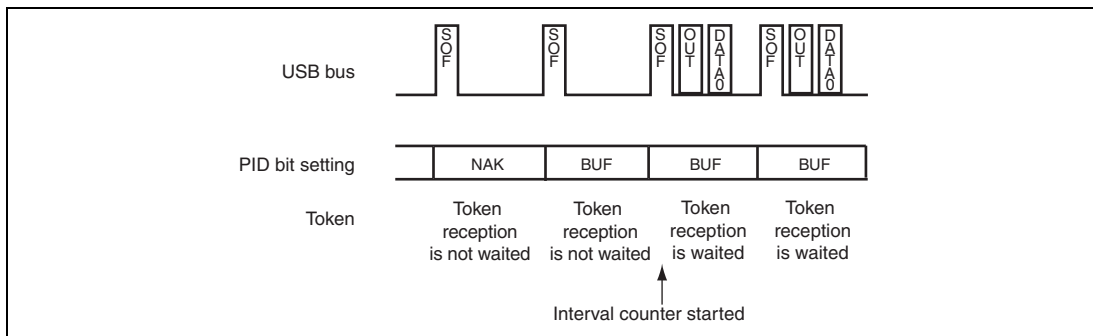 USB bus
SOF
SOF
SOF
OUT
DATA0
SOF
OUT
DATA0
PID bit setting
NAK
BUF
BUF
BUF
Token
Token
reception
is not waited
Token
reception
is not waited
Token
reception
is waited
Token
reception
is waited
Interval counter started